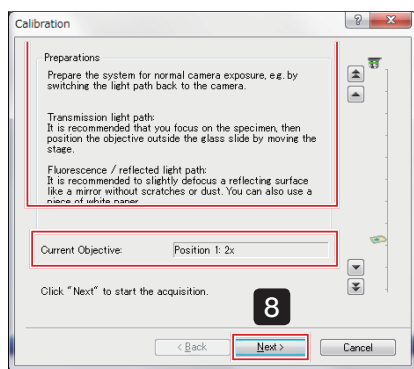 Calibration
Preparations
Prepare the system for normal camera exposure, e.g. by
switching the light path back to the camera.
Transmission light path:
It is recommended that you focus on the specimen, then
position the objective outside the glass slide by moving the
stage.
Fluorescence / reflected light path:
It is recommended to slightly defocus a reflecting surface
like a mirror without scratches or dust. You can also use a
piece of white paper
Current Objective: Position 1: 2x
Click "Next" to start the acquisition.
8
< Back Next > Cancel